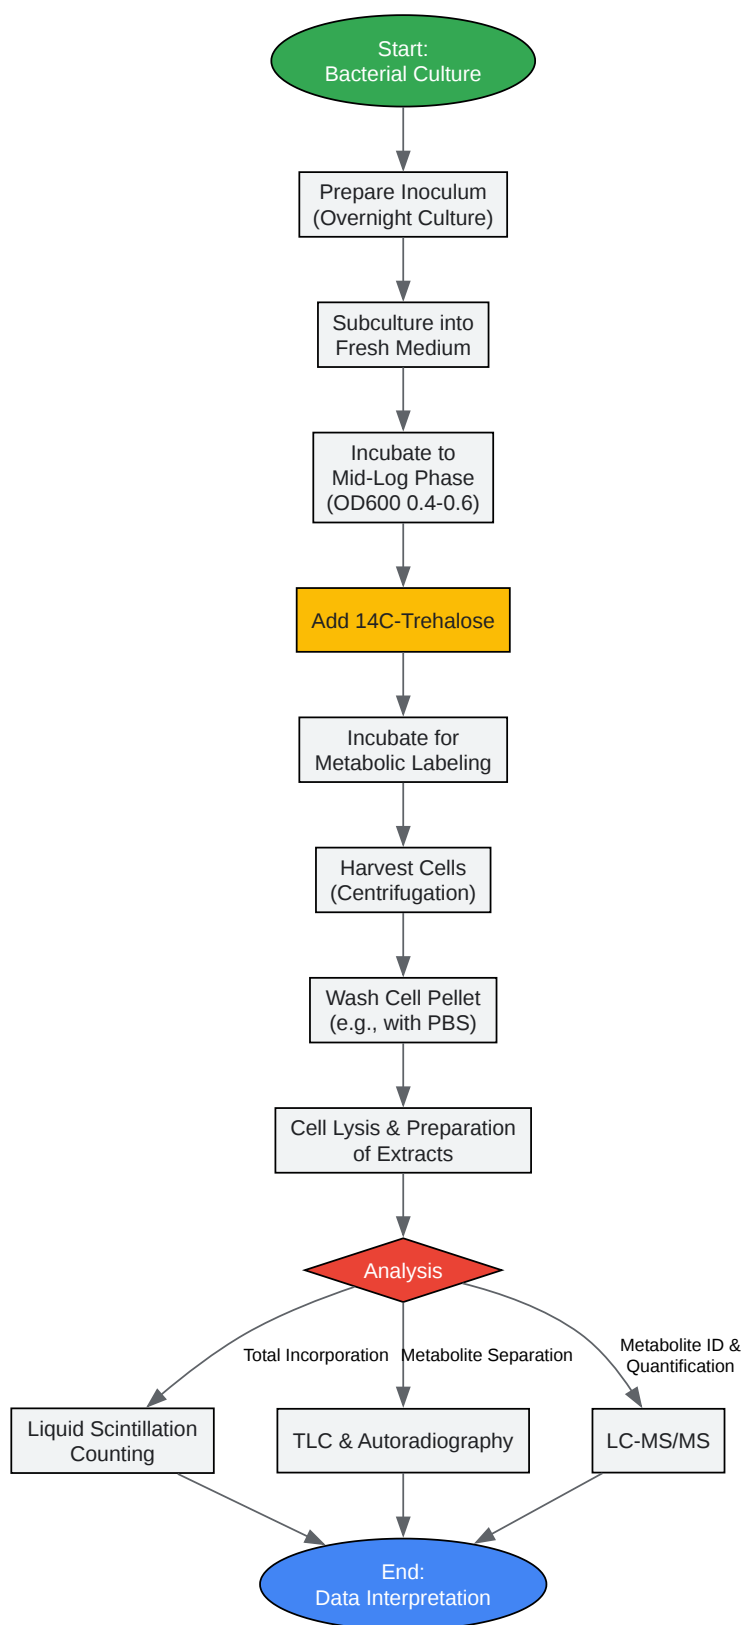 Start:
Bacterial Culture
Prepare Inoculum
(Overnight Culture)
Subculture into
Fresh Medium
Incubate to
Mid-Log Phase
(OD600 0.4-0.6)
Add 14C-Trehalose
Incubate for
Metabolic Labeling
Harvest Cells
(Centrifugation)
Wash Cell Pellet
(e.g., with PBS)
Cell Lysis & Preparation
of Extracts
Analysis
Total Incorporation
Metabolite Separation
Metabolite ID &
Quantification
Liquid Scintillation
Counting
TLC & Autoradiography
LC-MS/MS
End:
Data Interpretation